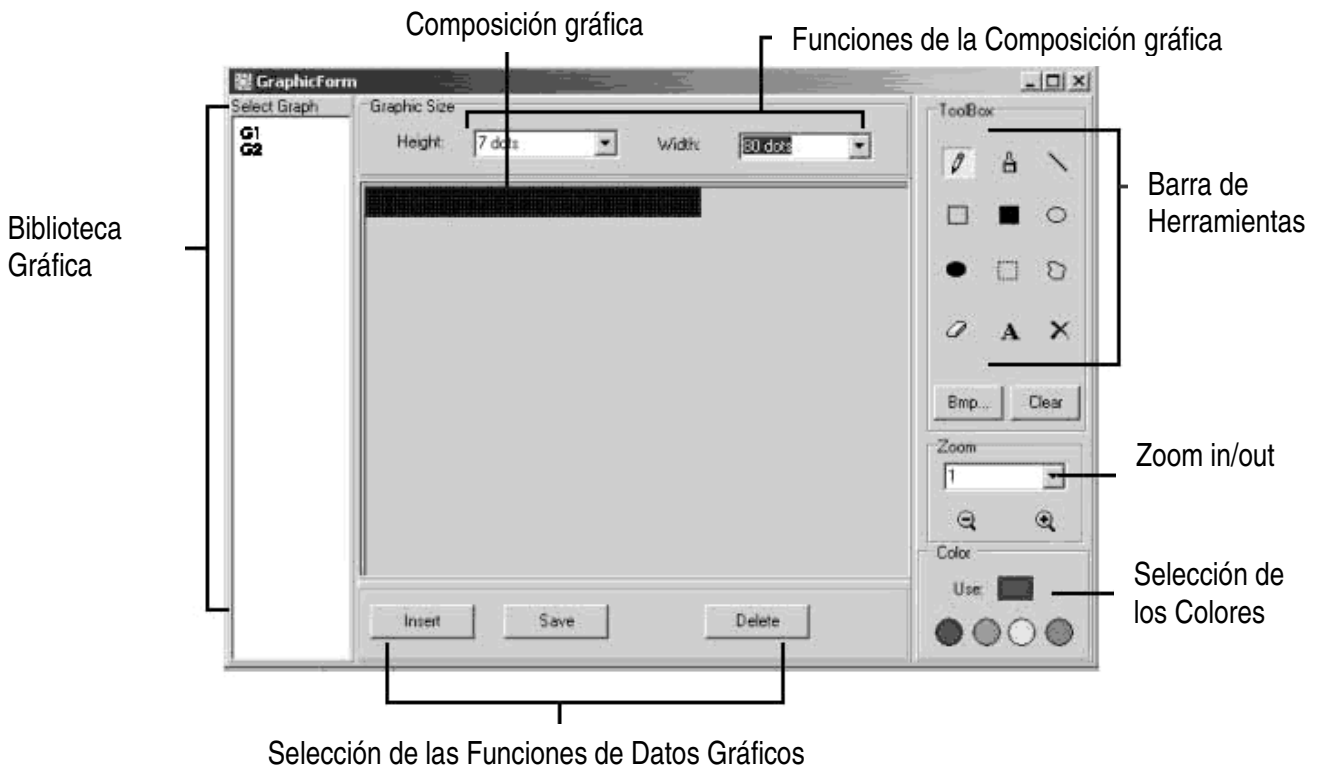 Composición gráfica
Funciones de la Composición gráfica
GraphicForm
Select Graph
G1
G2
Graphic Size
Height:
7 dots
Width:
80 dots
ToolBox
A
Bmp...
Clear
Barra de
Herramientas
Biblioteca
Gráfica
Zoom
1
Zoom in/out
Color
Use:
Selección de
los Colores
Insert
Save
Delete
Selección de las Funciones de Datos Gráficos